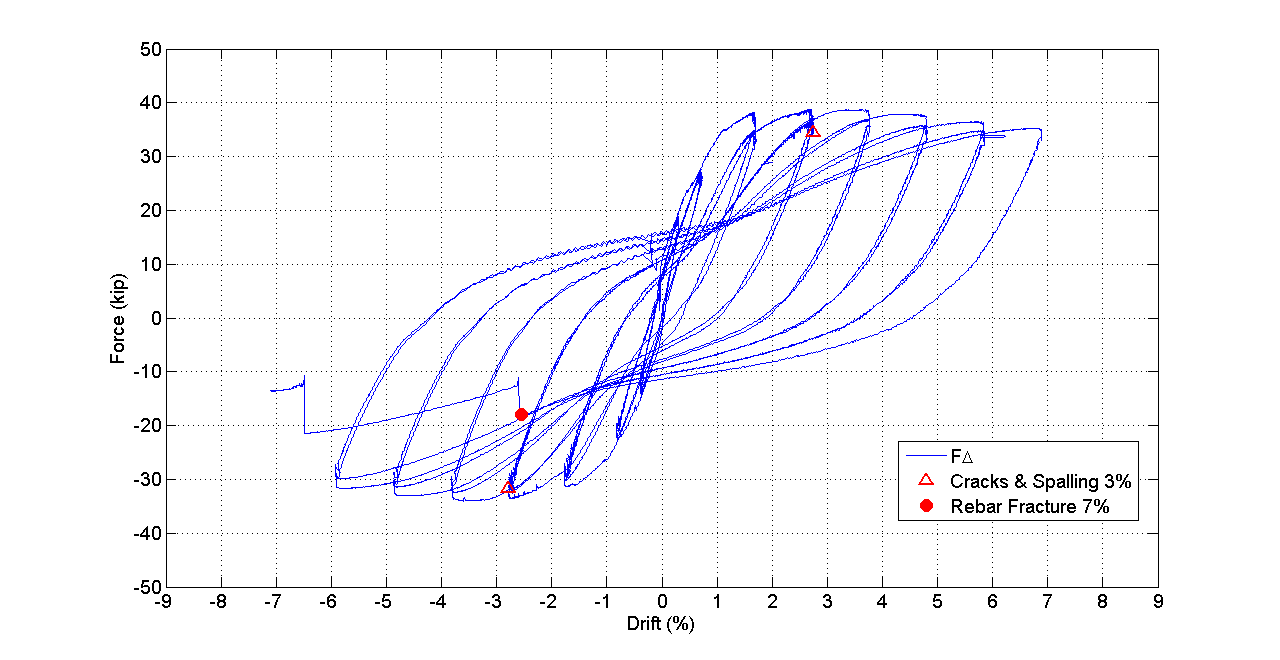 50
40
30
20
10
0
-10
-20
-30
-40
-50
Force (kip)
-9 -8 -7 -6 -5 -4 -3 -2 -1 0 1 2 3 4 5 6 7 8 9
Drift (%)
FΔ
Cracks & Spalling 3%
Rebar Fracture 7%